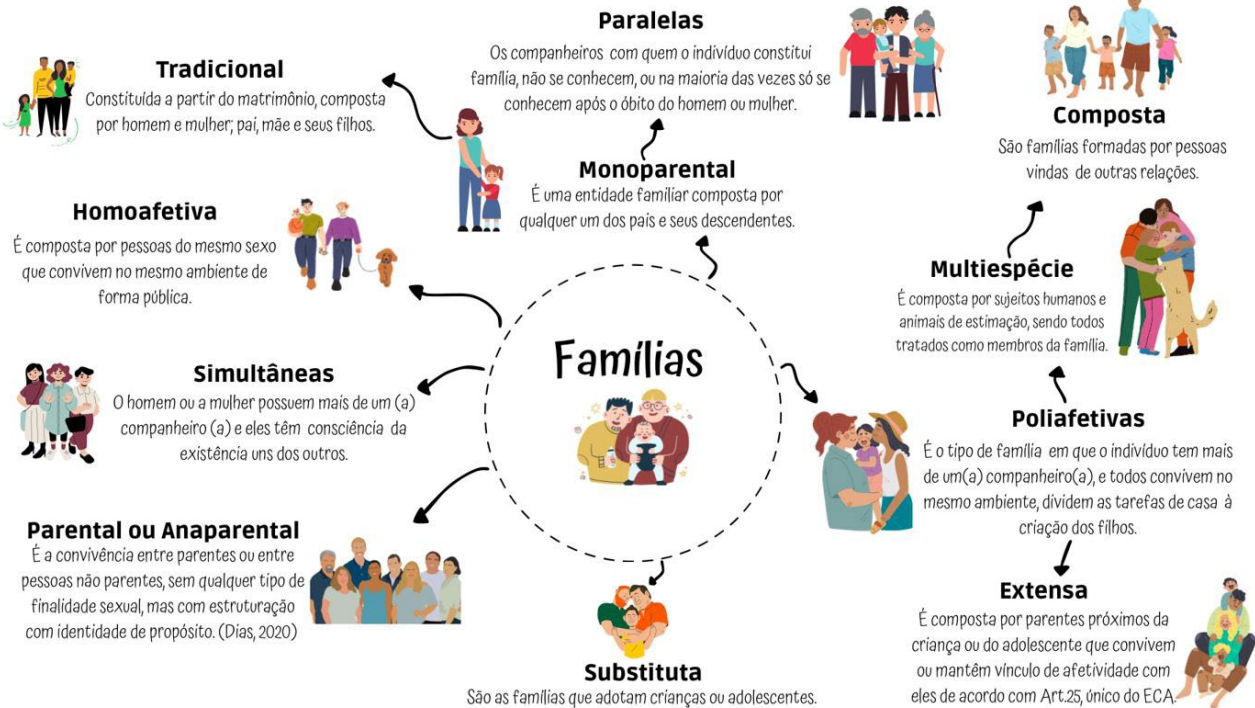 Tradicional
Constituída a partir do matrimônio, composta
por homem e mulher; pai, mãe e seus filhos.
Paralelas
Os companheiros com quem o indivíduo constitui
família, não se conhecem, ou na maioria das vezes só se
conhecem após o óbito do homem ou mulher.
Composta
São famílias formadas por pessoas
vindas de outras relações.
Monoparental
É uma entidade familiar composta por
qualquer um dos pais e seus descendentes.
Homoafetiva
É composta por pessoas do mesmo sexo
que convivem no mesmo ambiente de
forma pública.
Multiespécie
É composta por sujeitos humanos e
animais de estimação, sendo todos
tratados como membros da família.
Famílias
Simultâneas
O homem ou a mulher possuem mais de um (a)
companheiro (a) e eles têm consciência da
existência uns dos outros.
Poliafetivas
É o tipo de família em que o indivíduo tem mais
de um(a) companheiro(a), e todos convivem no
mesmo ambiente, dividem as tarefas de casa à
criação dos filhos.
Parental ou Anaparental
É a convivência entre parentes ou entre
pessoas não parentes, sem qualquer tipo de
finalidade sexual, mas com estruturação
com identidade de propósito. (Dias, 2020)
Extensa
É composto por parentes próximos da
criança ou do adolescente que convivem
ou mantêm vínculo de afetividade com
eles de acordo com Art.25, único do ECA.
Substituta
São as famílias que adotam crianças ou adolescentes.